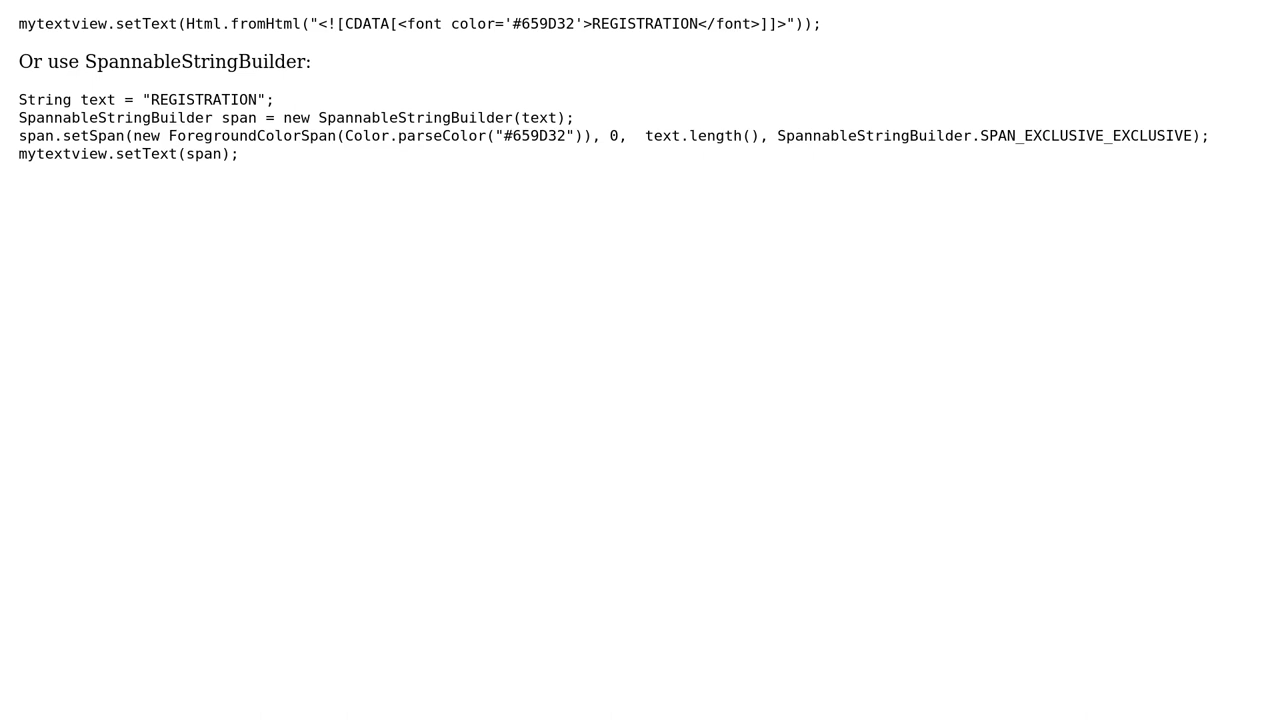 mytextview.setText(Html.fromHtml("<![CDATA[<font color='#659D32'>REGISTRATION</font>]]>"));
Or use SpannableStringBuilder:
String text = "REGISTRATION";
SpannableStringBuilder span = new SpannableStringBuilder(text);
span.setSpan(new ForegroundColorSpan(Color.parseColor("#659D32")), 0,  text.length(), SpannableStringBuilder.SPAN_EXCLUSIVE_EXCLUSIVE);
mytextview.setText(span);